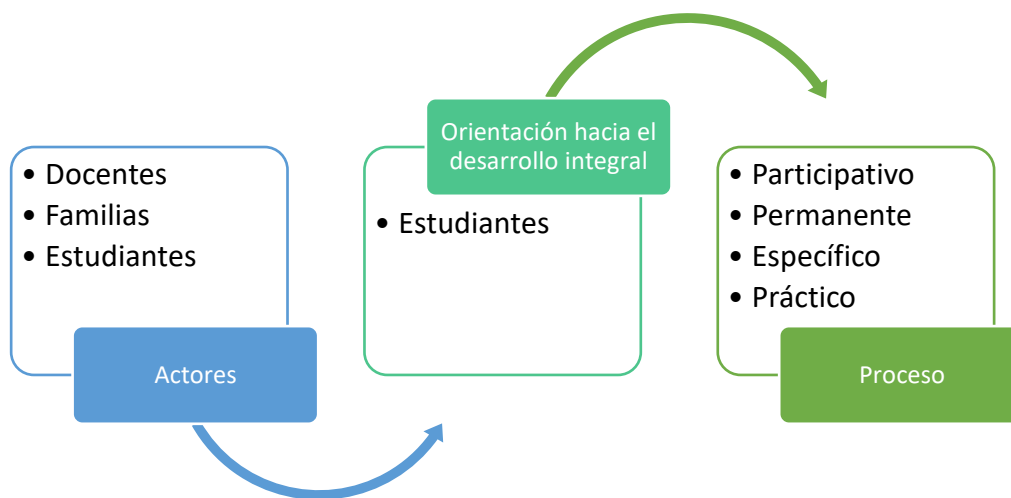 • Docentes
• Familias
• Estudiantes
Actores
Orientación hacia el
desarrollo integral
• Estudiantes
• Participativo
• Permanente
• Específico
• Práctico
Proceso